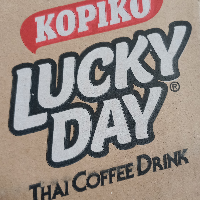 KOPIKO
LUCKY
DAY®
THAI COFFEE DRINK